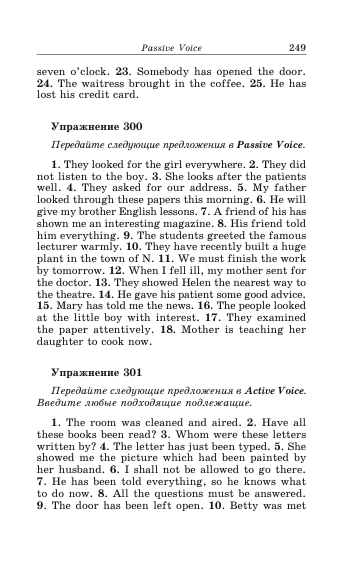 Passive Voice 249
seven o'clock. 23. Somebody has opened the door.
24. The waitress brought in the coffee. 25. He has
lost his credit card.
Упражнение 300
Передайте следующие предложения в Passive Voice.
1. They looked for the girl everywhere. 2. They did
not listen to the boy. 3. She looks after the patients
well. 4. They asked for our address. 5. My father
looked through these papers this morning. 6. He will
give my brother English lessons. 7. A friend of his has
shown me an interesting magazine. 8. His friend told
him everything. 9. The students greeted the famous
lecturer warmly. 10. They have recently built a huge
plant in the town of N. 11. We must finish the work
by tomorrow. 12. When I fell ill, my mother sent for
the doctor. 13. They showed Helen the nearest way to
the theatre. 14. He gave his patient some good advice.
15. Mary has told me the news. 16. The people looked
at the little boy with interest. 17. They examined
the paper attentively. 18. Mother is teaching her
daughter to cook now.
Упражнение 301
Передайте следующие предложения в Active Voice.
Введите любые подходящие подлежащие.
1. The room was cleaned and aired. 2. Have all
these books been read? 3. Whom were these letters
written by? 4. The letter has just been typed. 5. She
showed me the picture which had been painted by
her husband. 6. I shall not be allowed to go there.
7. He has been told everything, so he knows what
to do now. 8. All the questions must be answered.
9. The door has been left open. 10. Betty was met